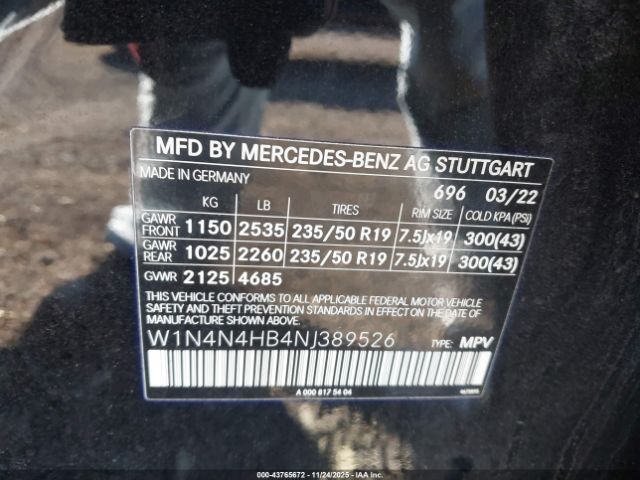 MFD BY MERCEDES-BENZ AG STUTTGART
MADE IN GERMANY
696 03/22
KG LB TIRES RIM SIZE COLD KPA(PSI)
GAWR FRONT 1150 2535 235/50 R19 7.5Jx19 300(43)
GAWR REAR 1025 2260 235/50 R19 7.5Jx19 300(43)
GVWR 2125 4685
THIS VEHICLE CONFORMS TO ALL APPLICABLE FEDERAL MOTOR VEHICLE
SAFETY AND THEFT PREVENTION STANDARDS IN EFFECT ON THE DATE
OF MANUFACTURE SHOWN ABOVE.
W1N4N4HB4NJ389526 TYPE: MPV
A 000 817 54 04
000-43765672 - 11/24/2025 - IAA Inc.